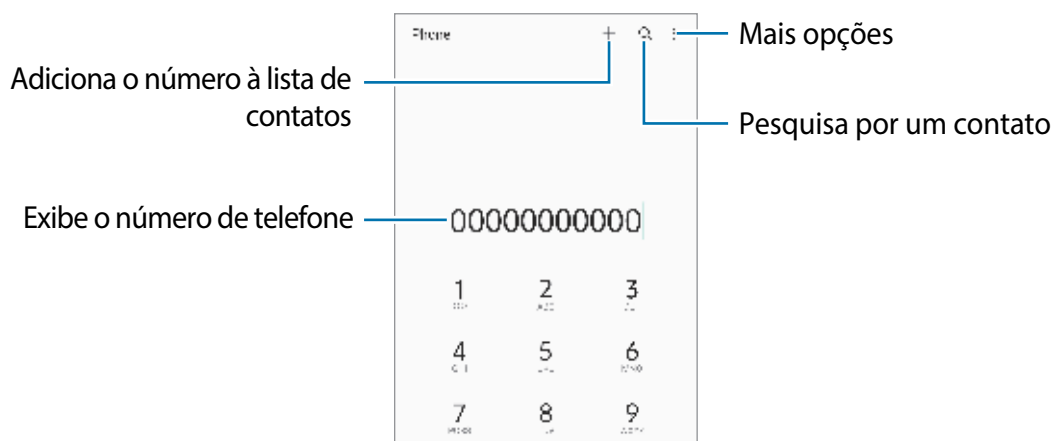 Phone
Mais opções
Adiciona o número à lista de
contatos
Pesquisa por um contato
Exibe o número de telefone
00000000000
1 2 3
4 5 6
7 8 9